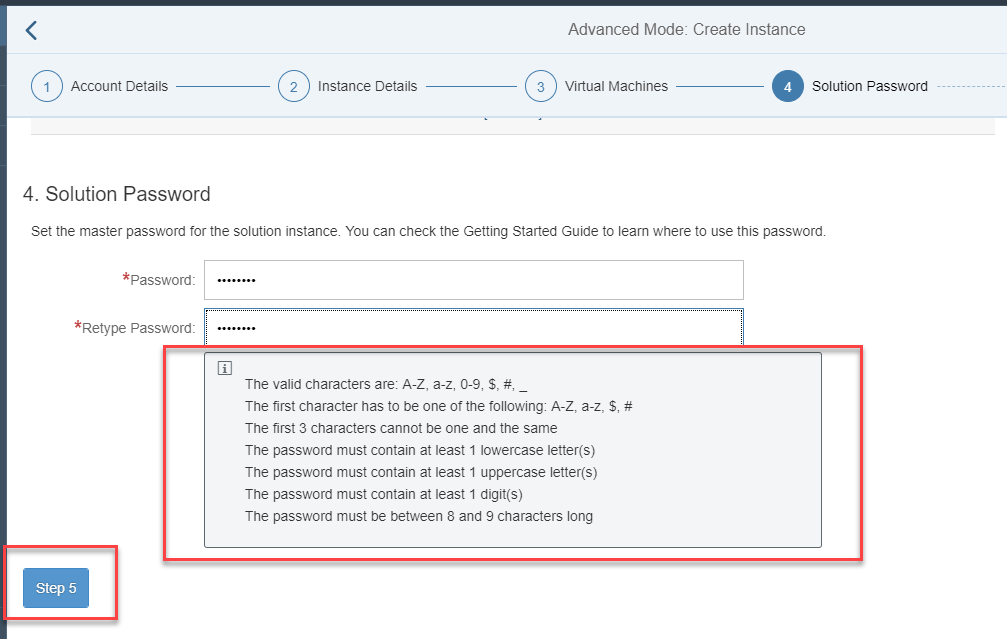 Advanced Mode: Create Instance
1 Account Details 2 Instance Details 3 Virtual Machines 4 Solution Password
4. Solution Password
Set the master password for the solution instance. You can check the Getting Started Guide to learn where to use this password.
*Password: ••••••••
*Retype Password: ••••••••
The valid characters are: A-Z, a-z, 0-9, $, #, _
The first character has to be one of the following: A-Z, a-z, $, #
The first 3 characters cannot be one and the same
The password must contain at least 1 lowercase letter(s)
The password must contain at least 1 uppercase letter(s)
The password must contain at least 1 digit(s)
The password must be between 8 and 9 characters long
Step 5